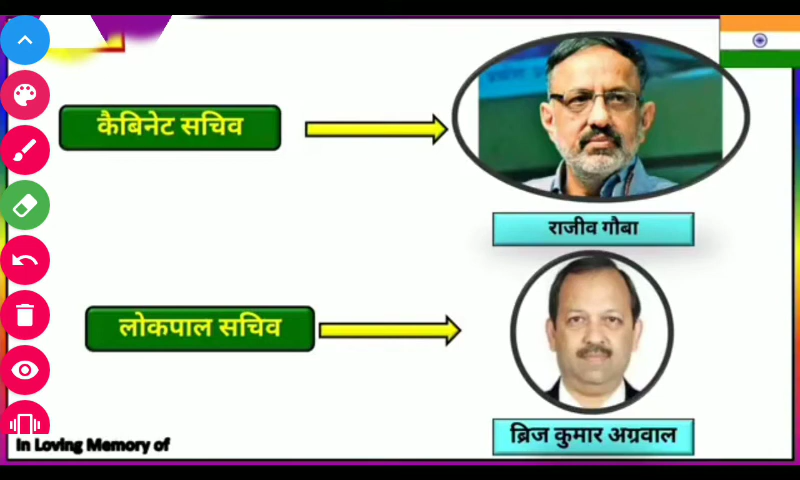 कैबिनेट सचिव
राजीव गौबा
लोकपाल सचिव
ब्रिज कुमार अग्रवाल
In Loving Memory of